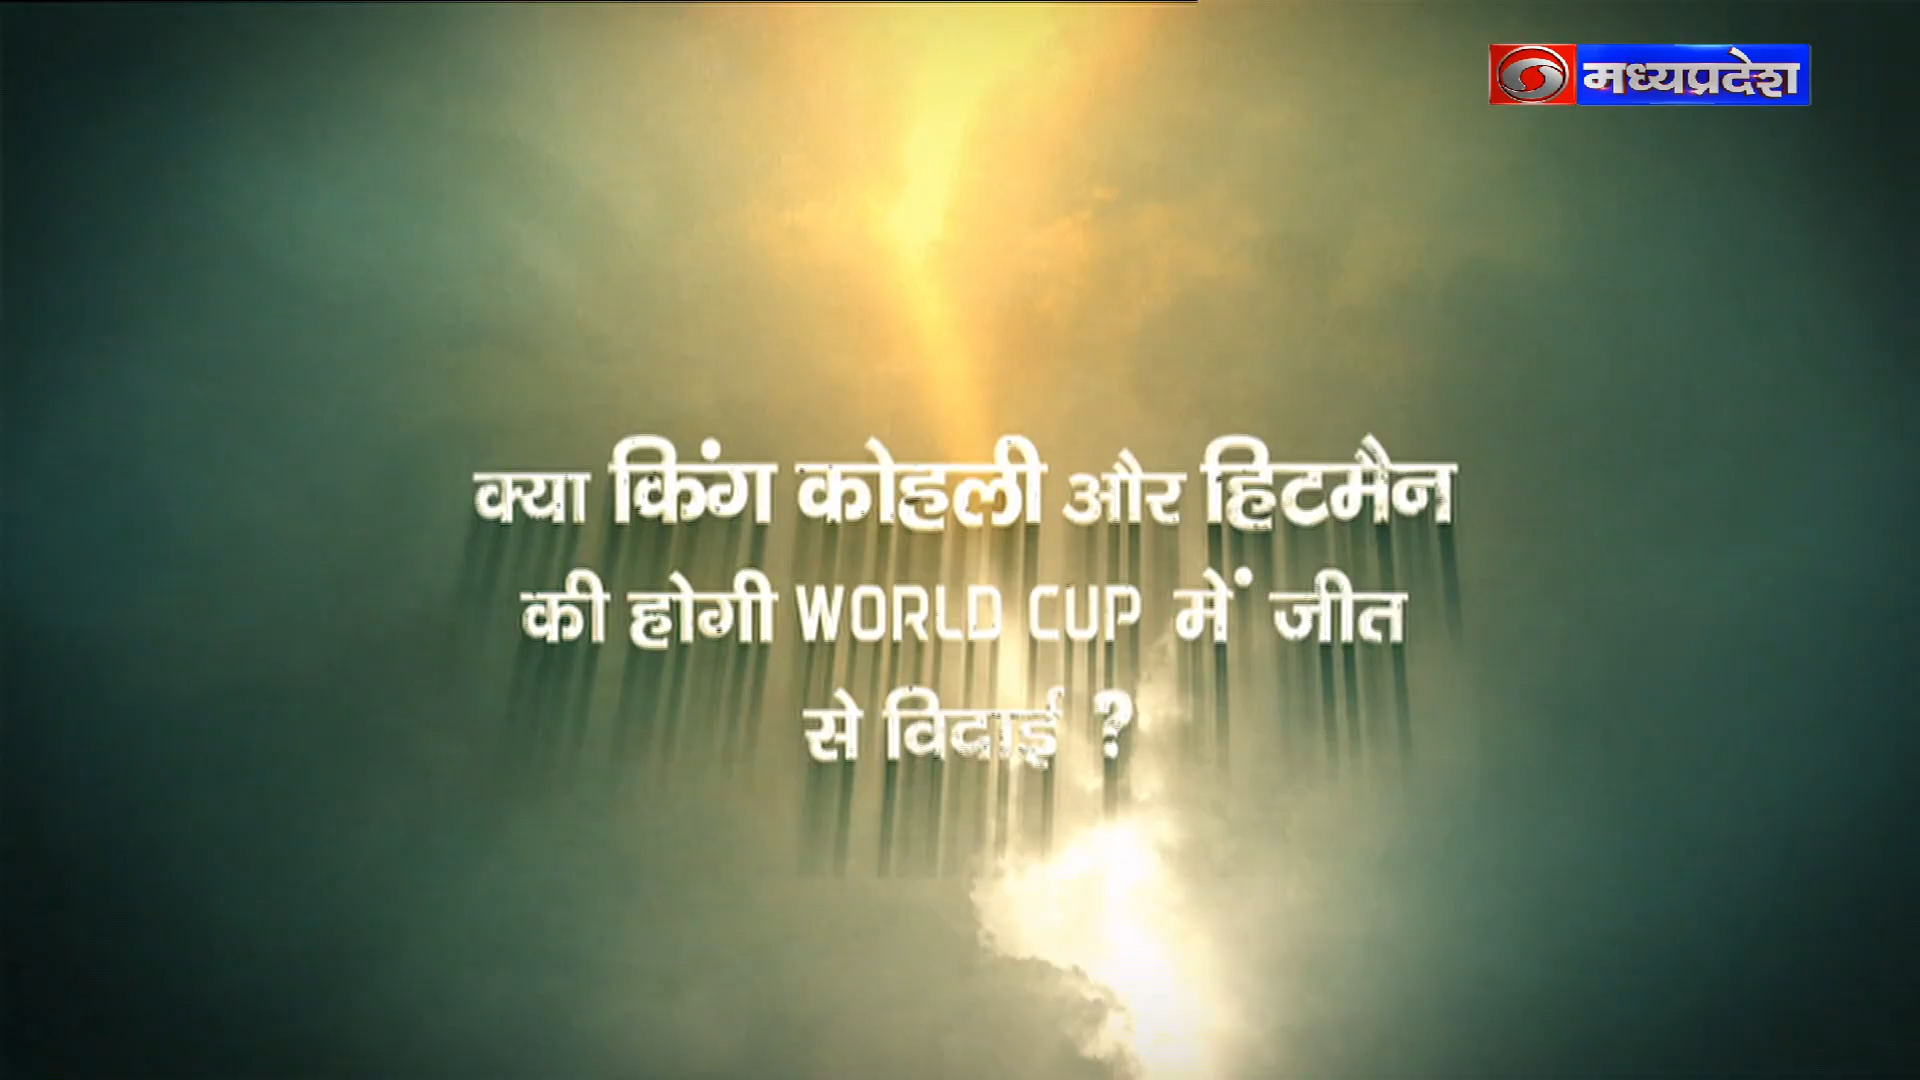 मध्यप्रदेश
क्या किंग कोहली और हिटमैन
की होगी WORLD CUP में जीत
से विदाई ?